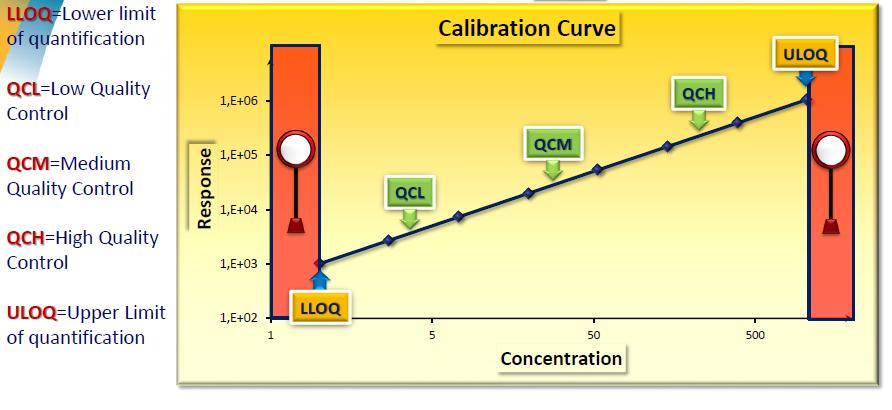 LLOQ=Lower limit
of quantification
QCL=Low Quality
Control
QCM=Medium
Quality Control
QCH=High Quality
Control
ULOQ=Upper Limit
of quantification
Calibration Curve
ULOQ
QCH
QCM
QCL
LLOQ
Response
1,E+06
1,E+05
1,E+04
1,E+03
1,E+02
1
5
50
500
Concentration